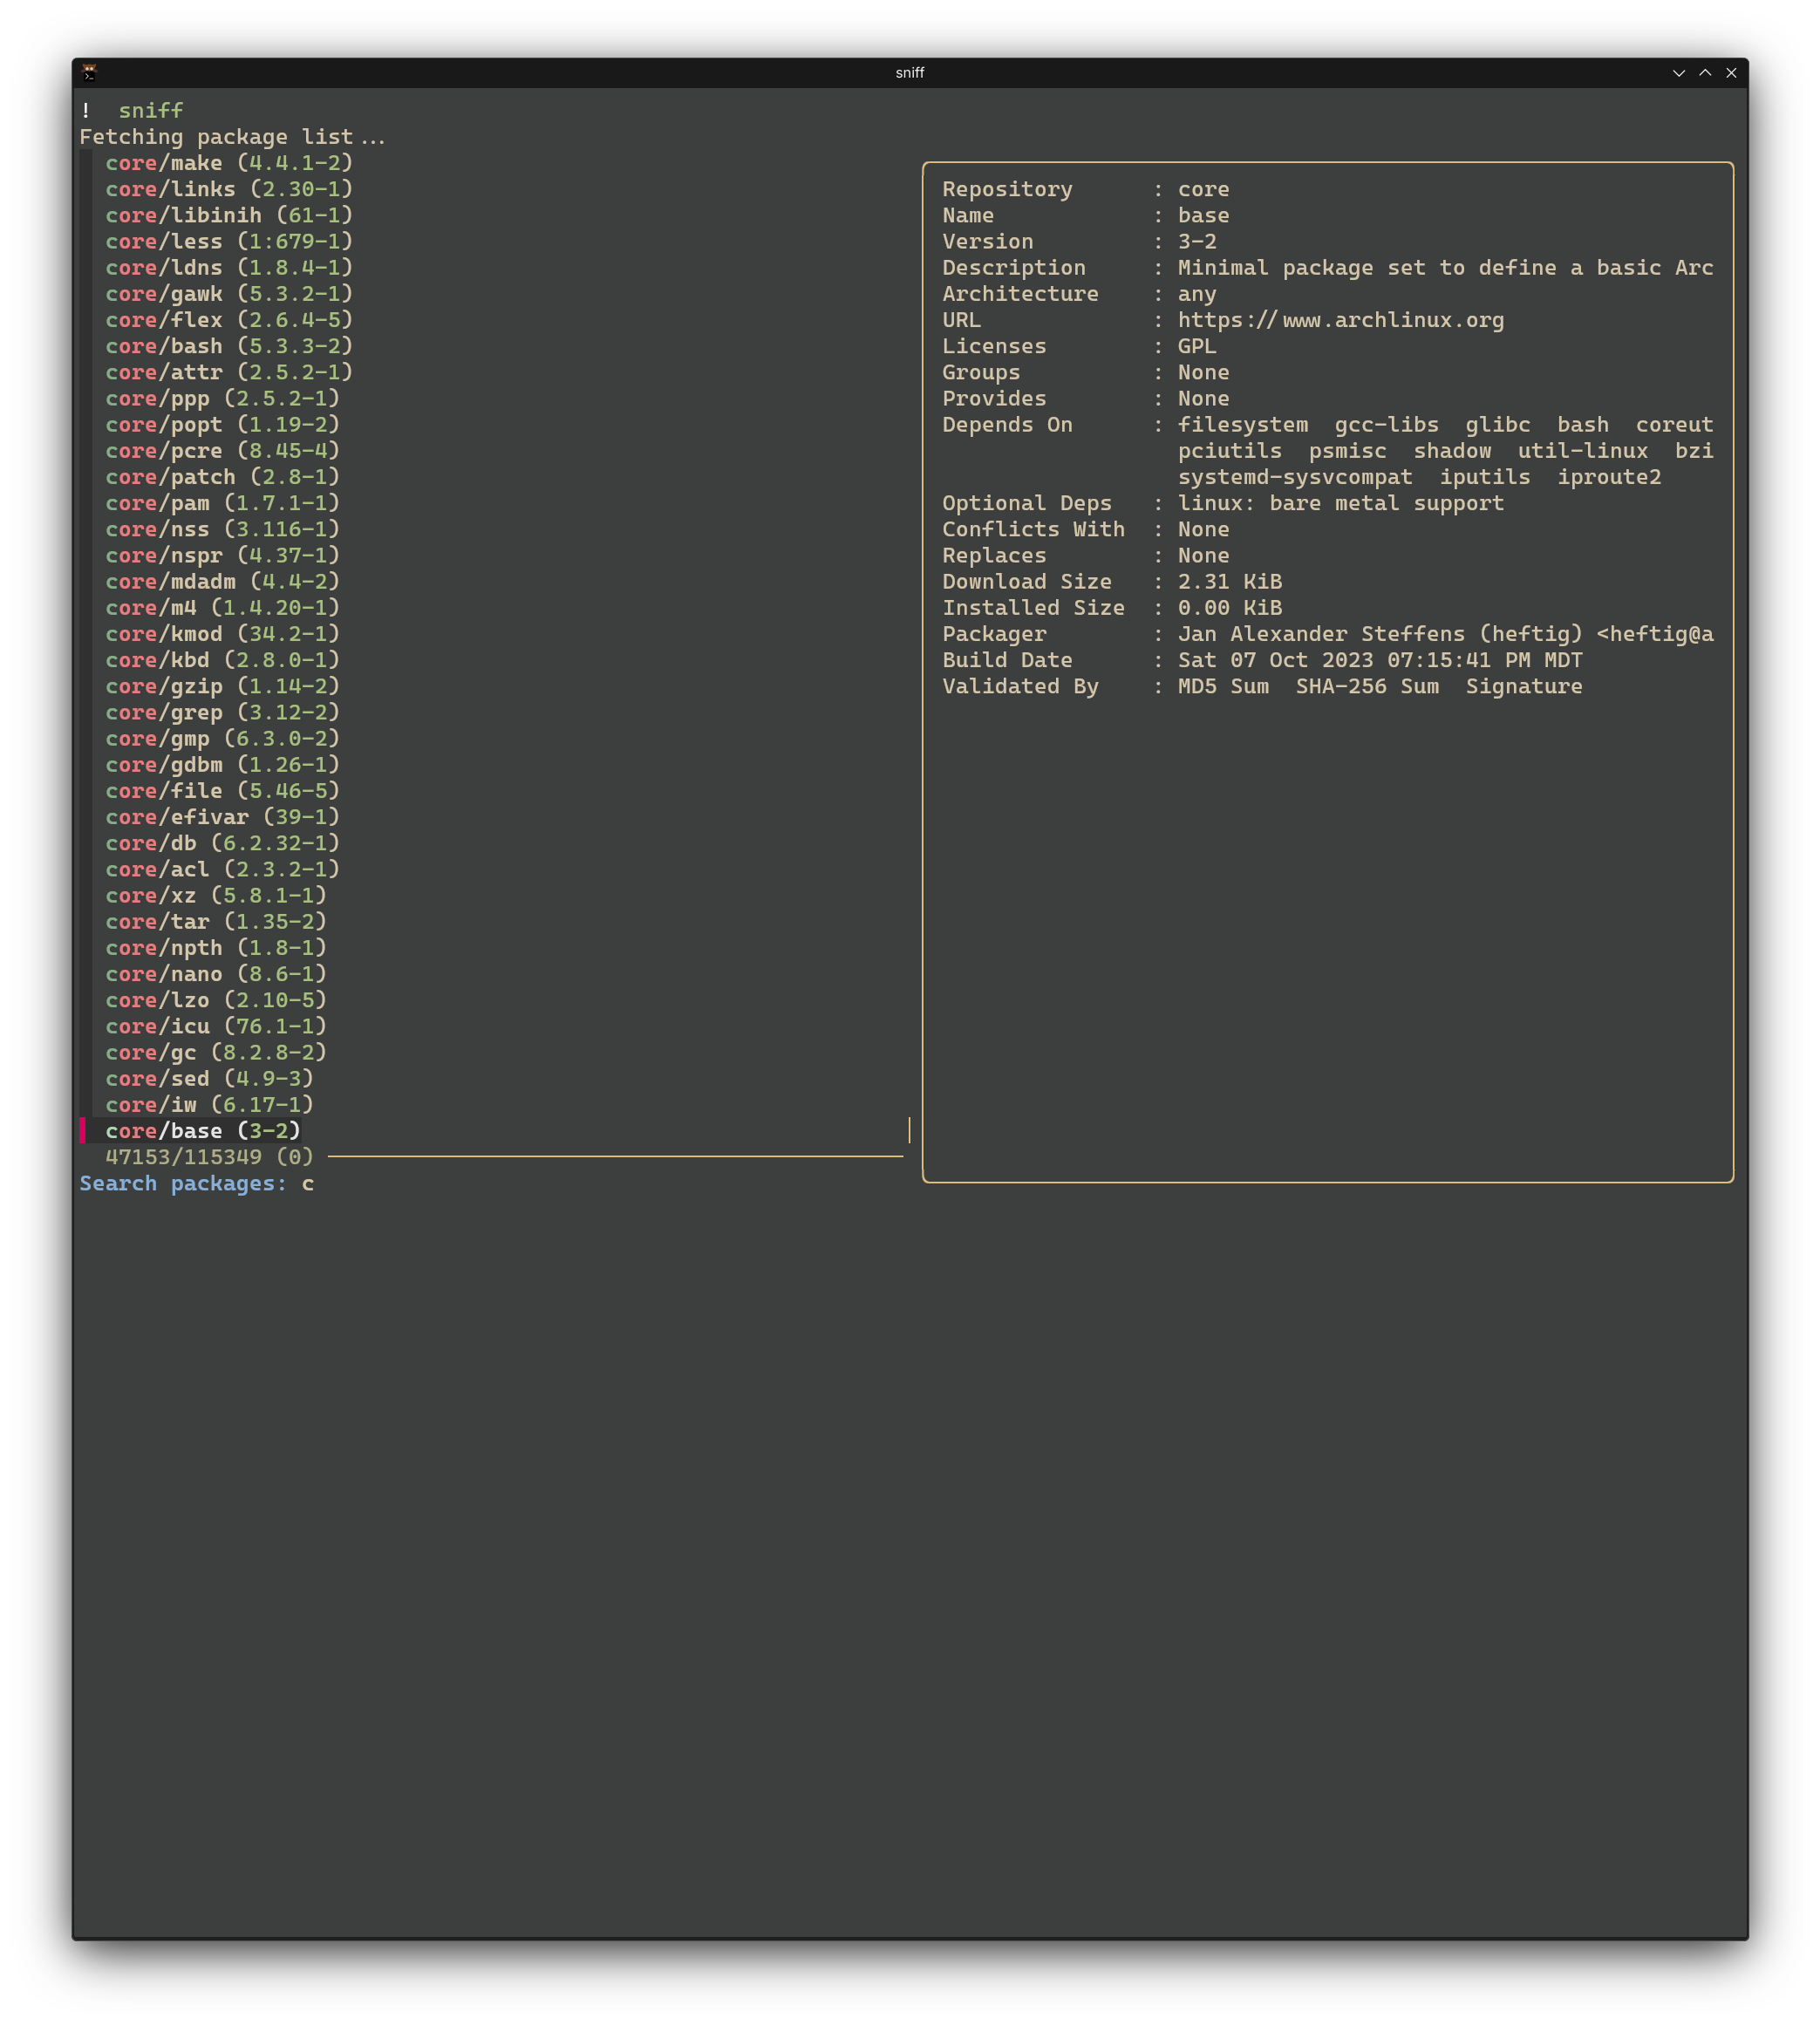 sniff
! sniff
Fetching package list...
core/make (4.4.1-2)
core/links (2.30-1)
core/libinih (61-1)
core/less (1:679-1)
core/ldns (1.8.4-1)
core/gawk (5.3.2-1)
core/flex (2.6.4-5)
core/bash (5.3.3-2)
core/attr (2.5.2-1)
core/ppp (2.5.2-1)
core/popt (1.19-2)
core/pcre (8.45-4)
core/patch (2.8-1)
core/pam (1.7.1-1)
core/nss (3.116-1)
core/nspr (4.37-1)
core/mdadm (4.4-2)
core/m4 (1.4.20-1)
core/kmod (34.2-1)
core/kbd (2.8.0-1)
core/gzip (1.14-2)
core/grep (3.12-2)
core/gmp (6.3.0-2)
core/gdbm (1.26-1)
core/file (5.46-5)
core/efivar (39-1)
core/db (6.2.32-1)
core/acl (2.3.2-1)
core/xz (5.8.1-1)
core/tar (1.35-2)
core/npth (1.8-1)
core/nano (8.6-1)
core/lzo (2.10-5)
core/icu (76.1-1)
core/gc (8.2.8-2)
core/sed (4.9-3)
core/iw (6.17-1)
core/base (3-2)
47153/115349 (0)
Search packages: c
Repository : core
Name : base
Version : 3-2
Description : Minimal package set to define a basic Arc
Architecture : any
URL : https://www.archlinux.org
Licenses : GPL
Groups : None
Provides : None
Depends On : filesystem gcc-libs glibc bash coreut
pciutils psmisc shadow util-linux bzi
systemd-sysvcompat iputils iproute2
Optional Deps : linux: bare metal support
Conflicts With : None
Replaces : None
Download Size : 2.31 KiB
Installed Size : 0.00 KiB
Packager : Jan Alexander Steffens (heftig) <heftig@a
Build Date : Sat 07 Oct 2023 07:15:41 PM MDT
Validated By : MD5 Sum SHA-256 Sum Signature